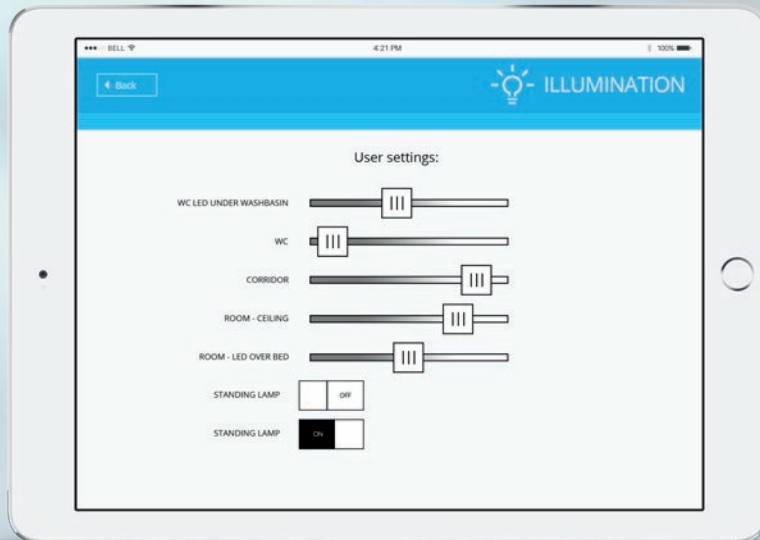 BELL
4:21 PM
100%
Back
ILLUMINATION
User settings:
WC LED UNDER WASHBASIN
WC
CORRIDOR
ROOM - CEILING
ROOM - LED OVER BED
STANDING LAMP
OFF
STANDING LAMP
ON